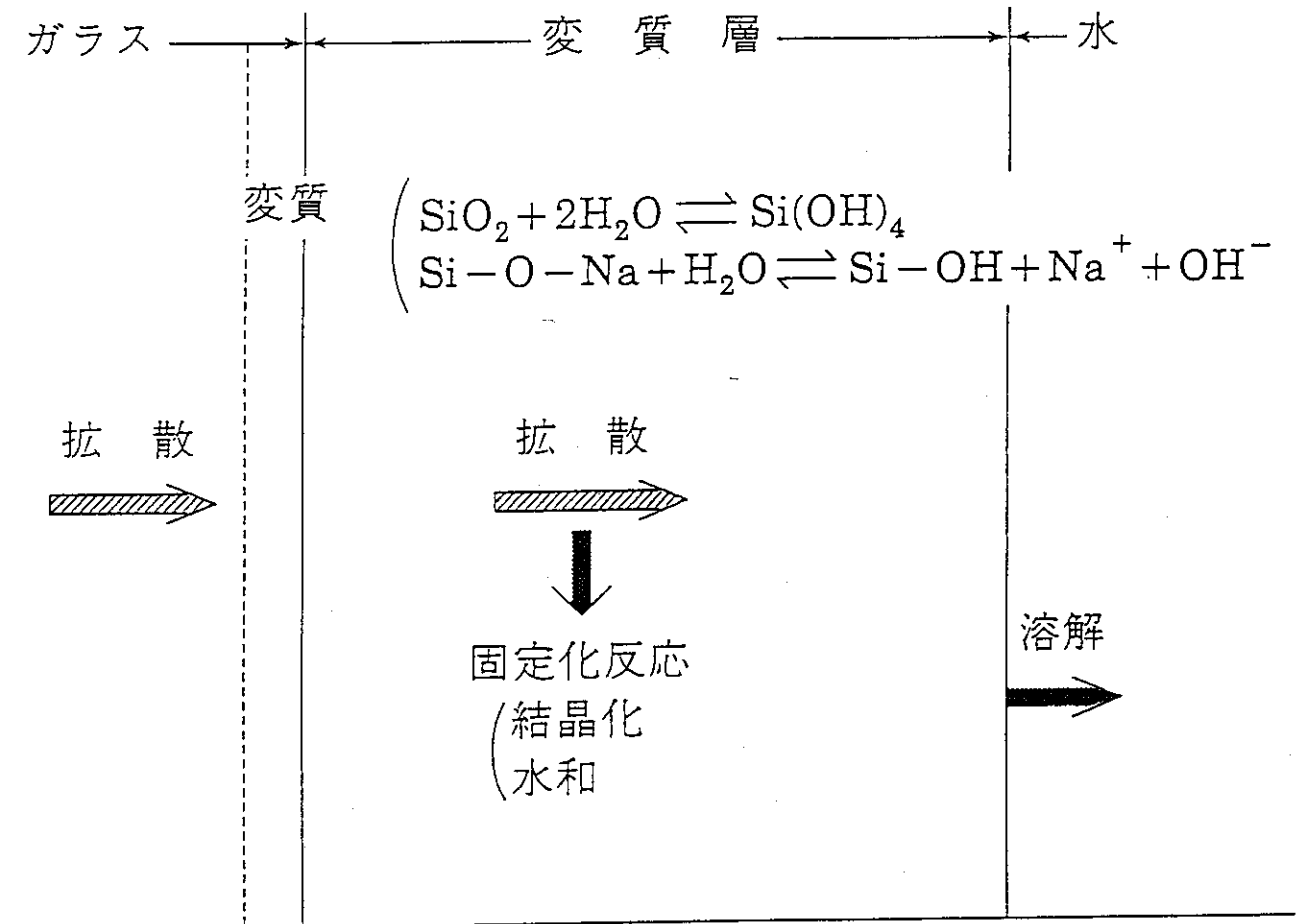 ガラス 変質層 水
変質
SiO₂+2H₂O⇌Si(OH)₄
Si-O-Na+H₂O⇌Si-OH+Na⁺+OH⁻
拡散 拡散
固定化反応
結晶化
水和
溶解